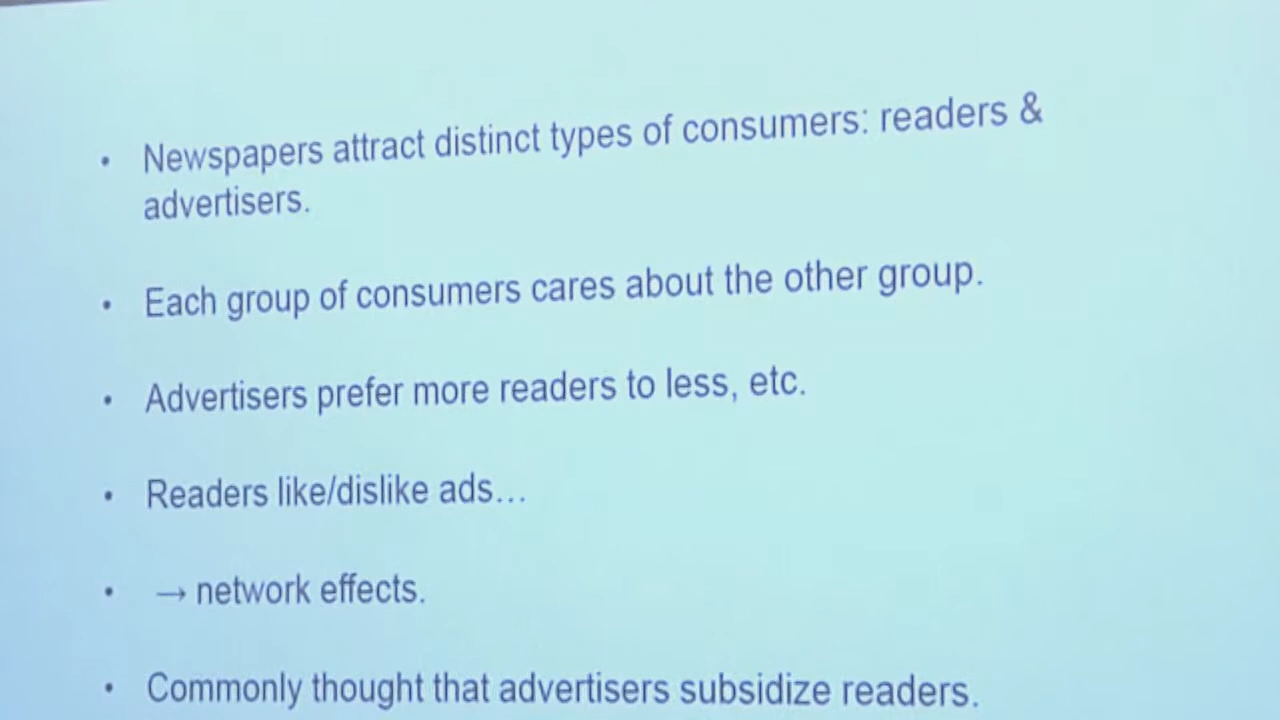 • Newspapers attract distinct types of consumers: readers &
advertisers.
• Each group of consumers cares about the other group.
• Advertisers prefer more readers to less, etc.
• Readers like/dislike ads…
• → network effects.
• Commonly thought that advertisers subsidize readers.